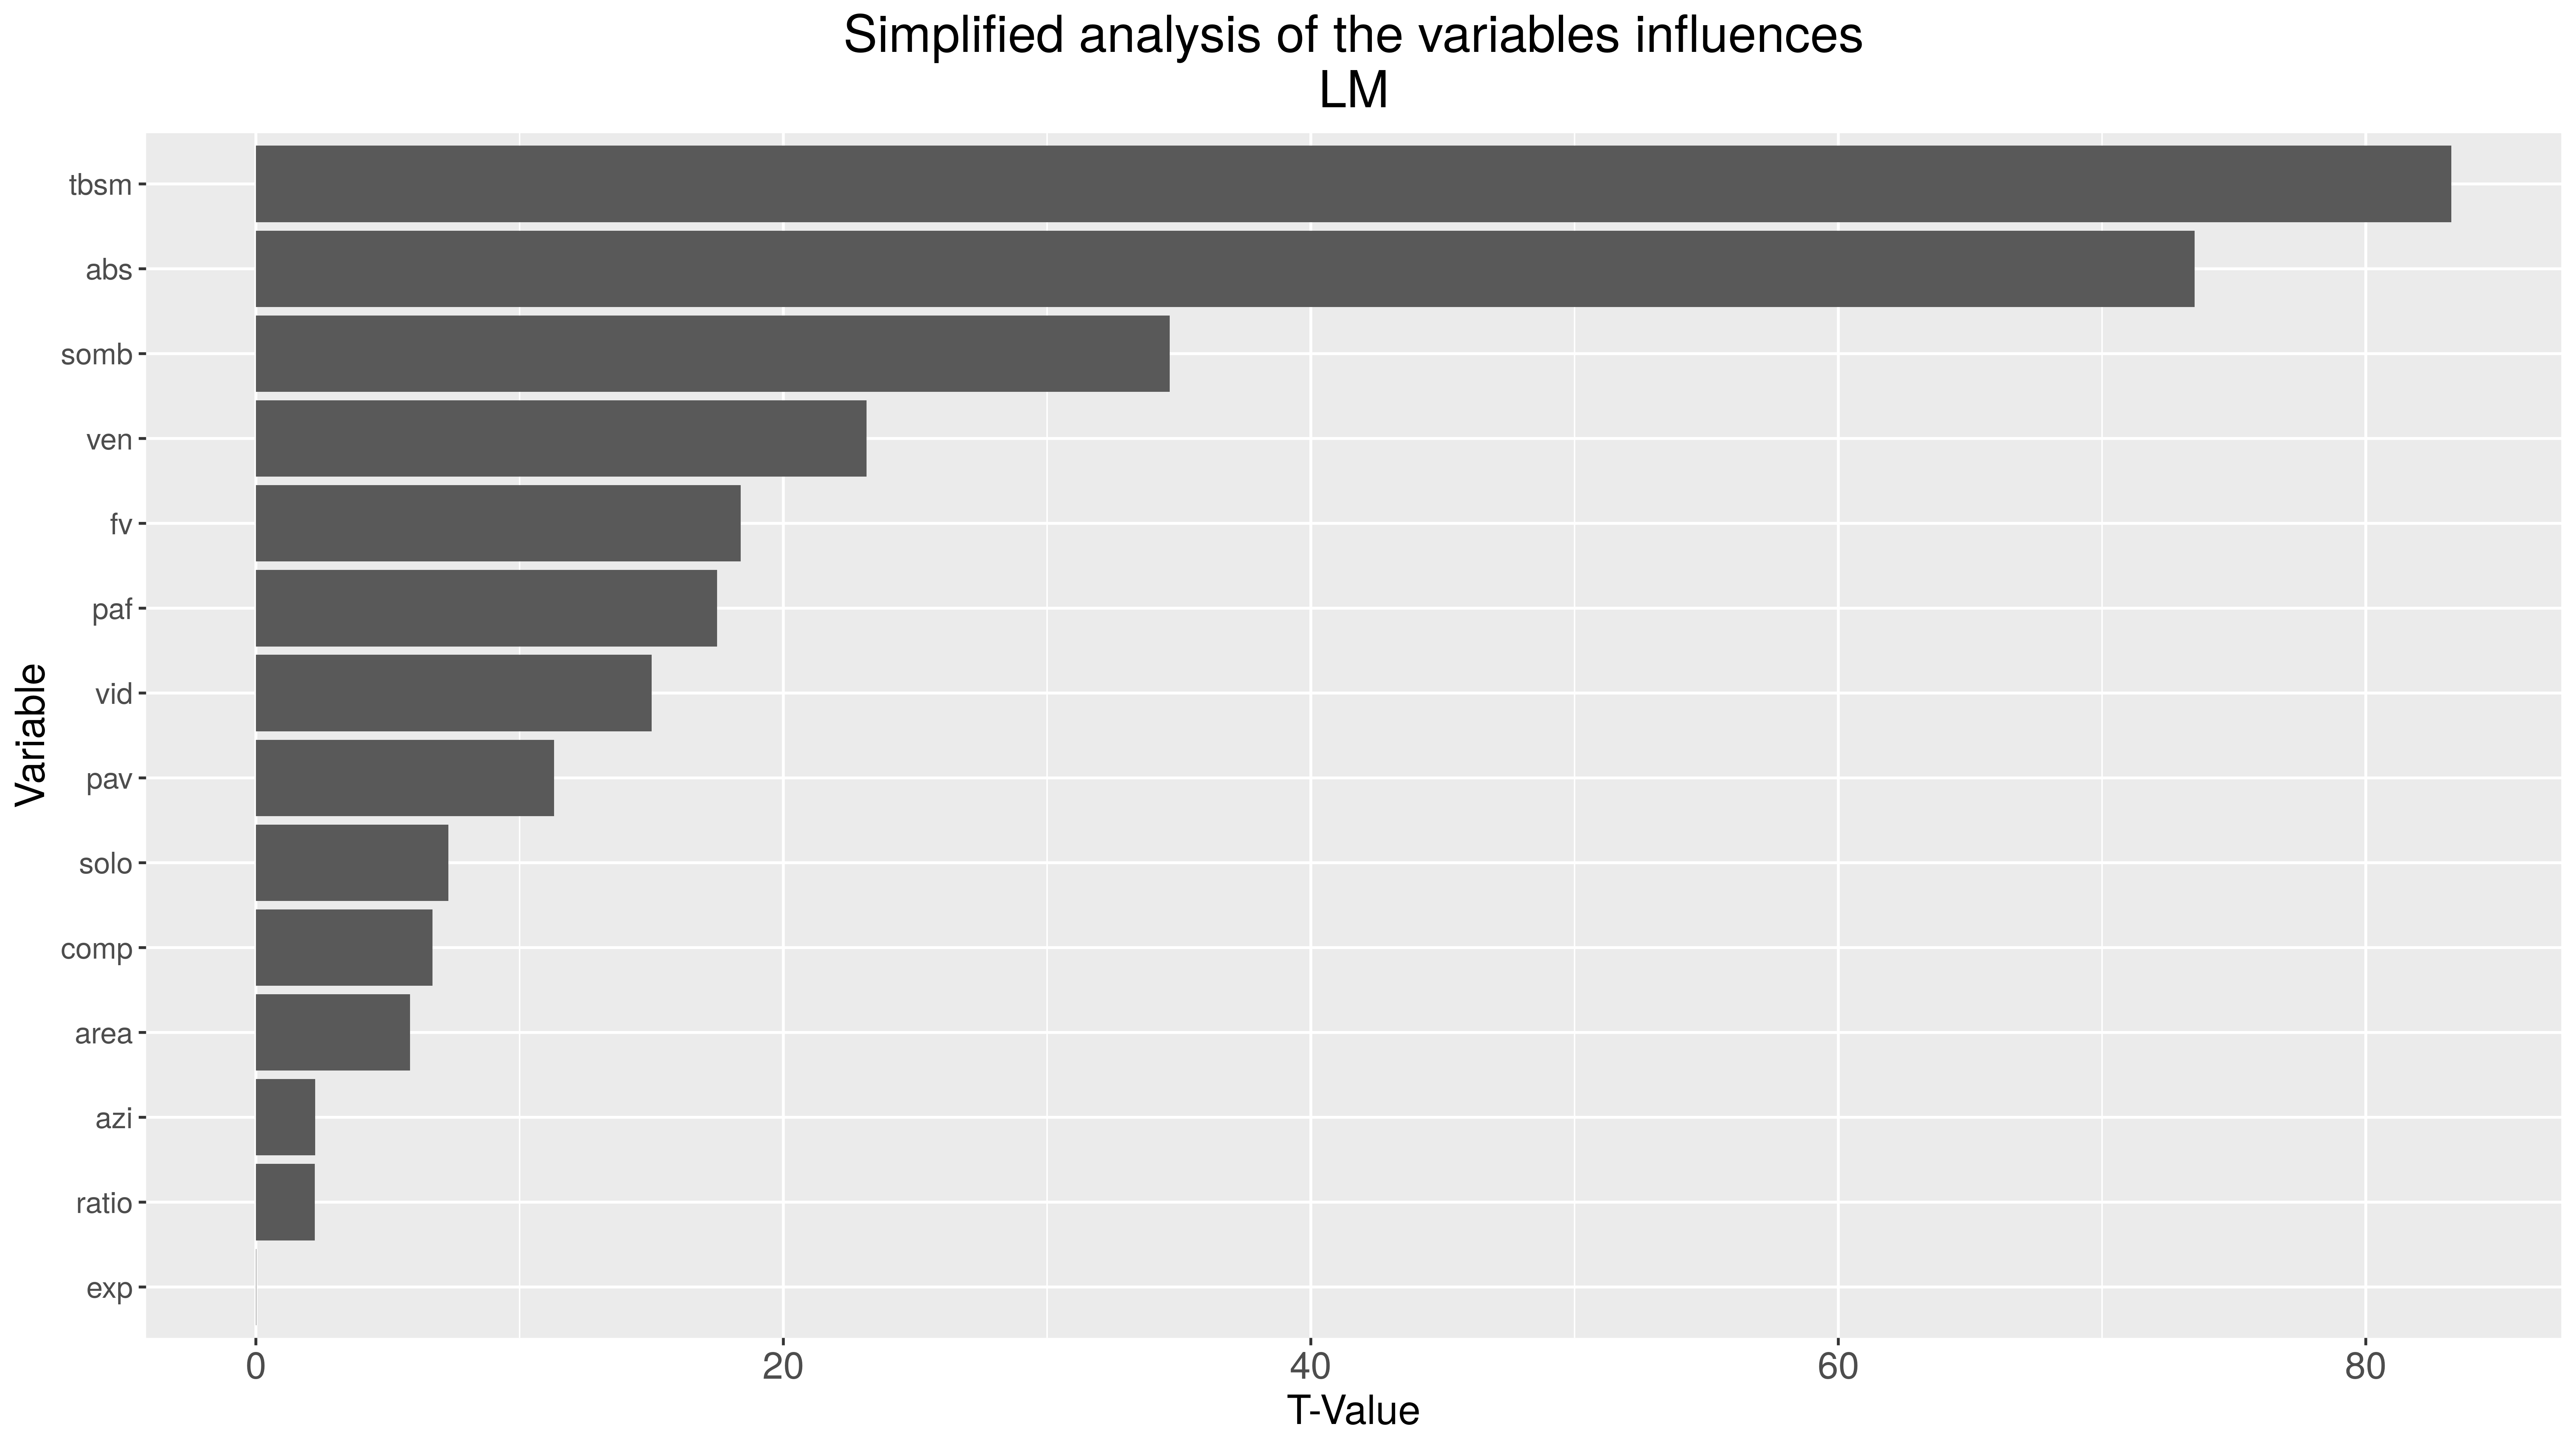 Simplified analysis of the variables influences
LM
Variable
tbsm
abs
somb
ven
fv
paf
vid
pav
solo
comp
area
azi
ratio
exp
0 20 40 60 80
T-Value